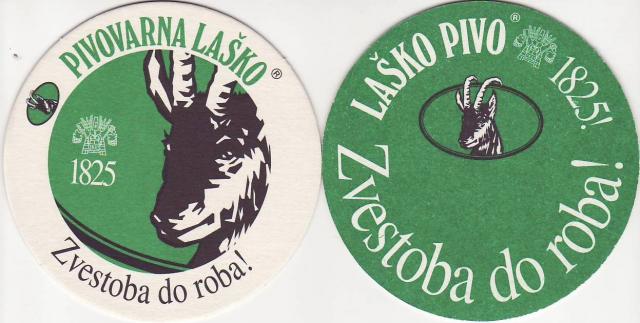 PIVOVARNA LAŠKO ®
1825
Zvestoba do roba!
LAŠKO PIVO ® 1825!
Zvestoba do roba!